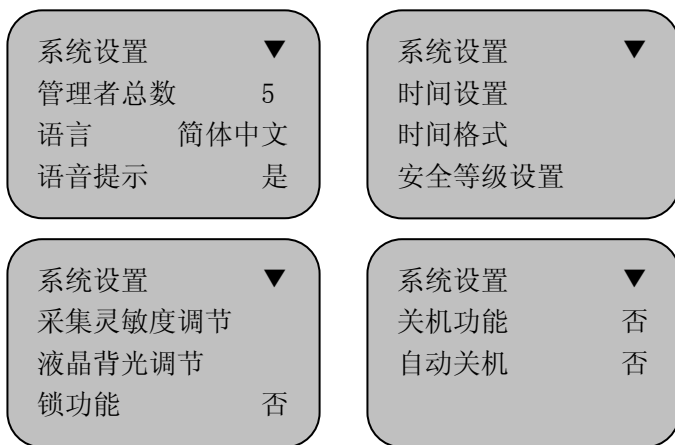 系统设置 ▼
管理者总数 5
语言 简体中文
语音提示 是
系统设置 ▼
时间设置
时间格式
安全等级设置
系统设置 ▼
采集灵敏度调节
液晶背光调节
锁功能 否
系统设置 ▼
关机功能 否
自动关机 否